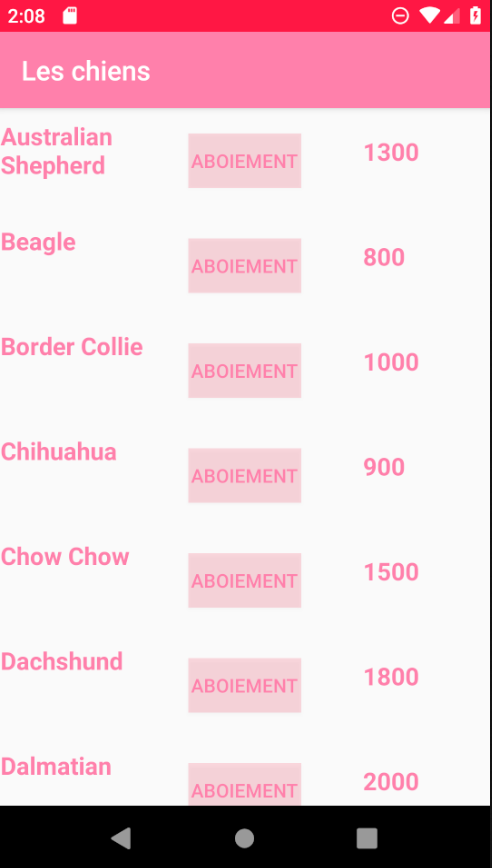 2:08
Les chiens
Australian
Shepherd
ABOIEMENT
1300
Beagle
ABOIEMENT
800
Border Collie
ABOIEMENT
1000
Chihuahua
ABOIEMENT
900
Chow Chow
ABOIEMENT
1500
Dachshund
ABOIEMENT
1800
Dalmatian
ABOIEMENT
2000